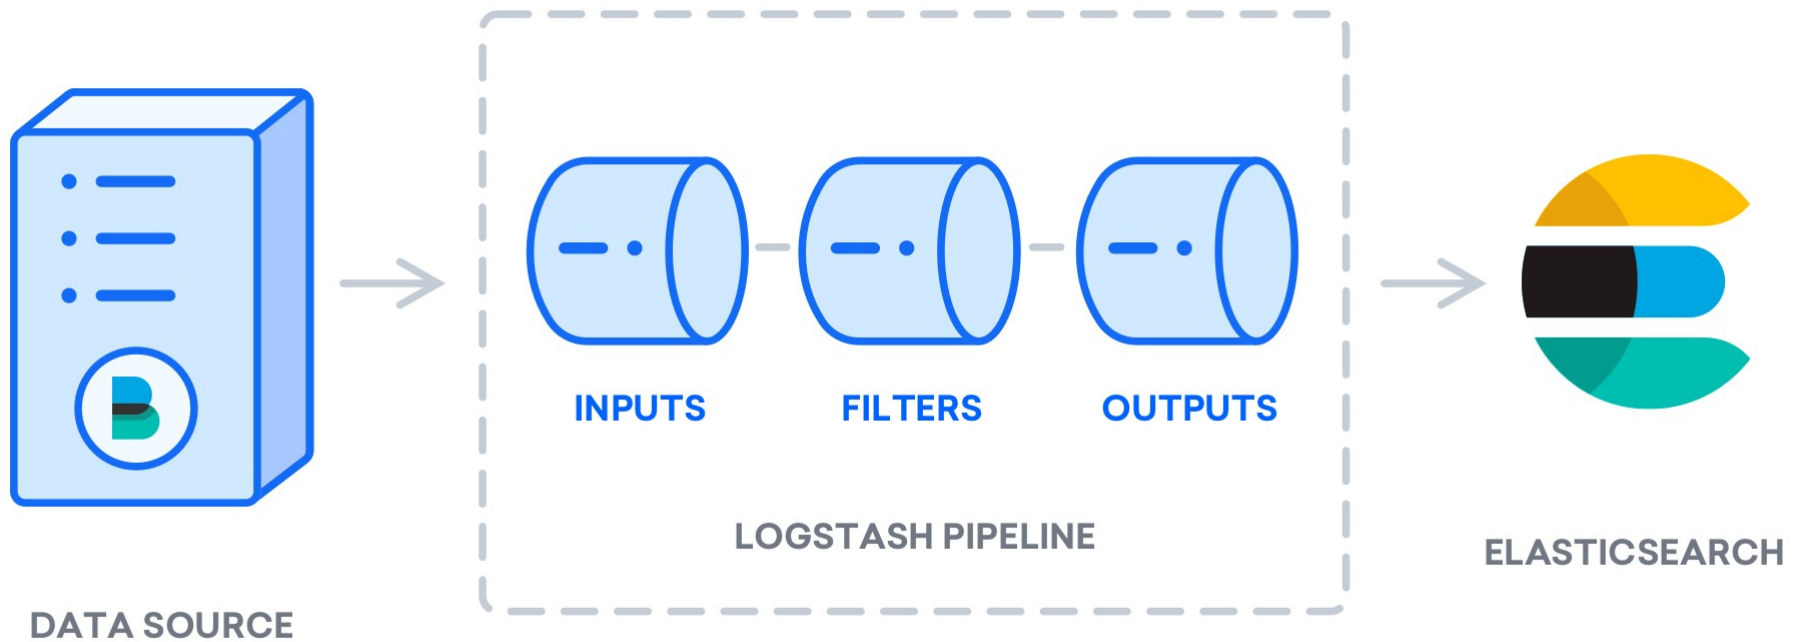 INPUTS
FILTERS
OUTPUTS
LOGSTASH PIPELINE
ELASTICSEARCH
DATA SOURCE